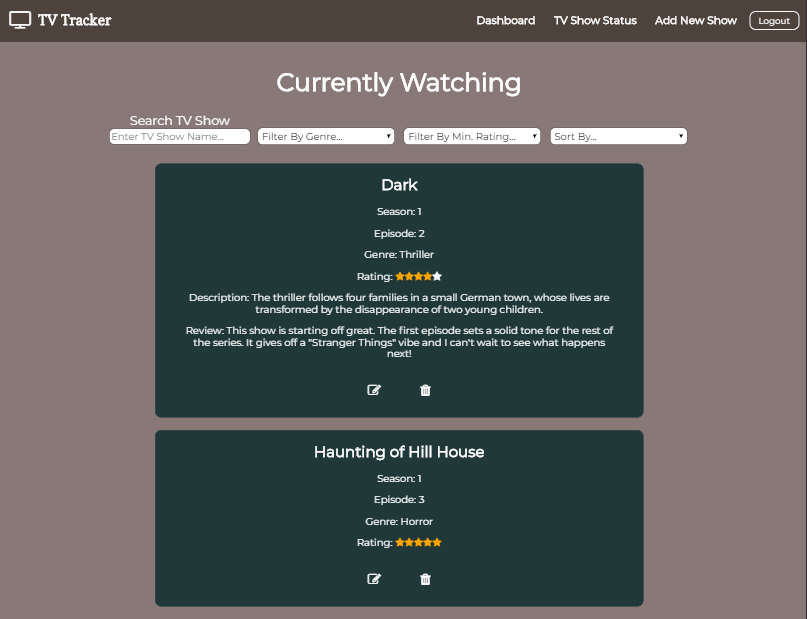 TV Tracker
Dashboard TV Show Status Add New Show Logout
Currently Watching
Search TV Show
Enter TV Show Name... Filter By Genre... Filter By Min. Rating... Sort By...
Dark
Season: 1
Episode: 2
Genre: Thriller
Rating:
Description: The thriller follows four families in a small German town, whose lives are
transformed by the disappearance of two young children.
Review: This show is starting off great. The first episode sets a solid tone for the rest of
the series. It gives off a "Stranger Things" vibe and I can't wait to see what happens
next!
Haunting of Hill House
Season: 1
Episode: 3
Genre: Horror
Rating: